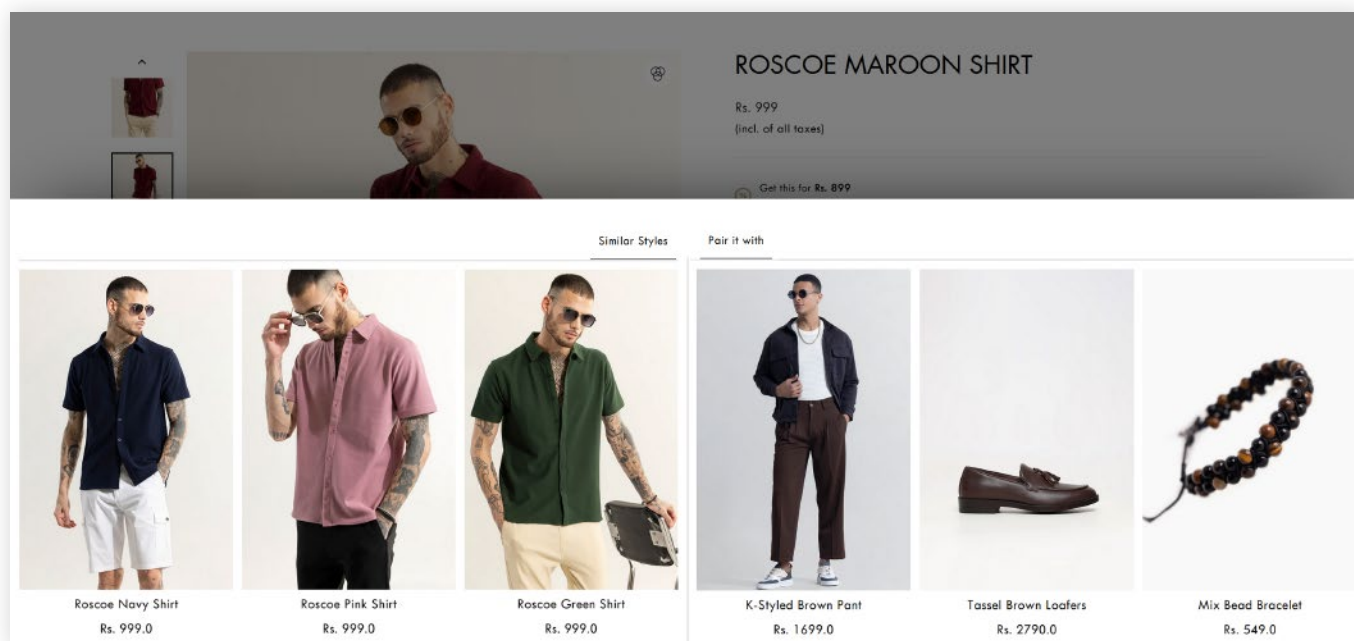 ROSCOE MAROON SHIRT
Rs. 999
(incl. of all taxes)
Get this for Rs. 899
Similar Styles
Pair it with
Roscoe Navy Shirt
Rs. 999.0
Roscoe Pink Shirt
Rs. 999.0
Roscoe Green Shirt
Rs. 999.0
K-Styled Brown Pant
Rs. 1699.0
Tassel Brown Loafers
Rs. 2790.0
Mix Bead Bracelet
Rs. 549.0